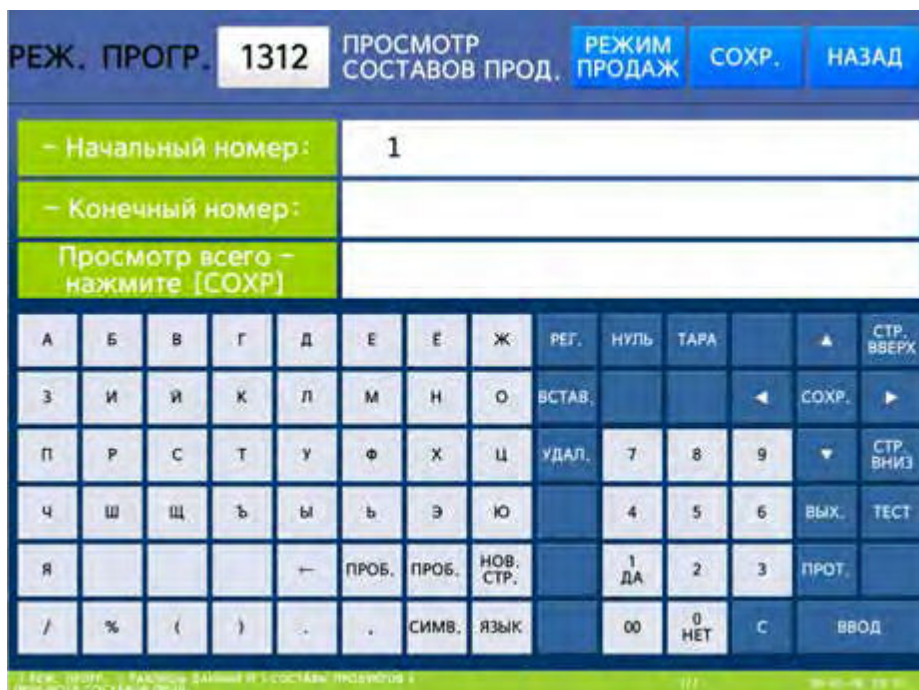 РЕЖ. ПРОГР. 1312 ПРОСМОТР СОСТАВОВ ПРОД. РЕЖИМ ПРОДАЖ СОХР. НАЗАД
- Начальный номер: 1
- Конечный номер:
Просмотр всего -
нажмите [СОХР]
А Б В Г Д Е Ё Ж РЕГ. НУЛЬ ТАРА ▲ СТР. ВВЕРХ
З И Й К Л М Н О ВСТАВ. ◀ СОХР. ▶
П Р С Т У Ф Х Ц УДАЛ. 7 8 9 ▼ СТР. ВНИЗ
Ч Ш Щ Ъ Ы Ь Э Ю 4 5 6 ВЫХ. ТЕСТ
Я ← ПРОБ. ПРОБ. НОВ. СТР. 1 ДА 2 3 ПРОТ.
/ % ( ) . , СИМВ. ЯЗЫК 00 0 НЕТ С ВВОД